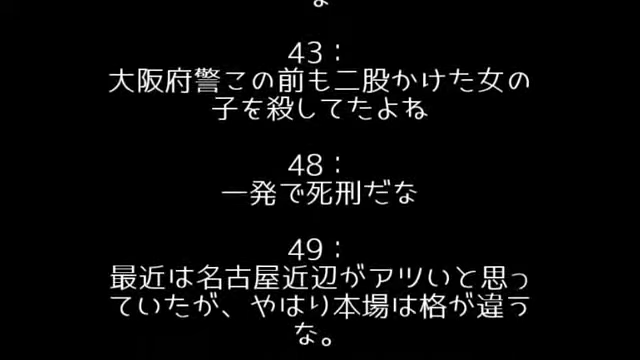 43：
大阪府警この前も二股かけた女の
子を殺してたよね
48：
一発で死刑だな
49：
最近は名古屋近辺がアツいと思っ
ていたが、やはり本場は格が違う
な。